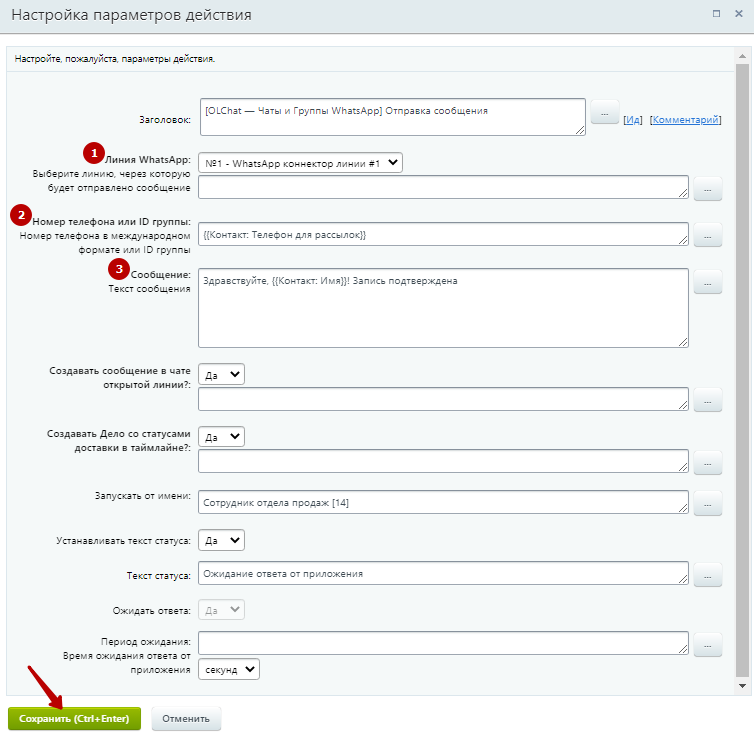 Настройка параметров действия
Настройте, пожалуйста, параметры действия.
Заголовок:
[OLChat — Чаты и Группы WhatsApp] Отправка сообщения
...
[Ид] [Комментарий]
1
Линия WhatsApp:
Выберите линию, через которую
будет отправлено сообщение
№1 - WhatsApp коннектор линии #1
...
2
Номер телефона или ID группы:
Номер телефона в международном
формате или ID группы
{{Контакт: Телефон для рассылок}}
...
3
Сообщение:
Текст сообщения
Здравствуйте, {{Контакт: Имя}}! Запись подтверждена
...
Создавать сообщение в чате
открытой линии?:
Да
...
Создавать Дело со статусами
доставки в таймлайне?:
Да
...
Запускать от имени:
Сотрудник отдела продаж [14]
...
Устанавливать текст статуса:
Да
Текст статуса:
Ожидание ответа от приложения
...
Ожидать ответа:
Да
Период ожидания:
Время ожидания ответа от
приложения
...
секунд
Сохранить (Ctrl+Enter)
Отменить